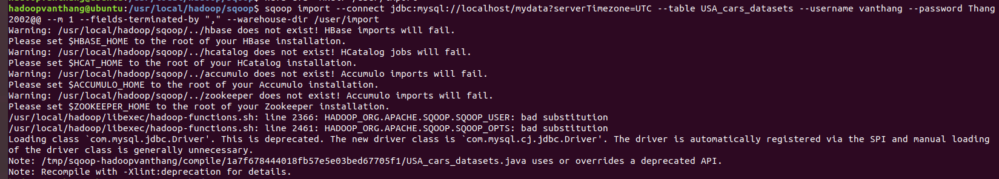 hadoopvanthang@ubuntu:/usr/local/hadoop/sqoop$ sqoop import --connect jdbc:mysql://localhost/mydata?serverTimezone=UTC --table USA_cars_datasets --username vanthang --password Thang
2002@@ --m 1 --fields-terminated-by "," --warehouse-dir /user/import
Warning: /usr/local/hadoop/sqoop/../hbase does not exist! HBase imports will fail.
Please set $HBASE_HOME to the root of your HBase installation.
Warning: /usr/local/hadoop/sqoop/../hcatalog does not exist! HCatalog jobs will fail.
Please set $HCAT_HOME to the root of your HCatalog installation.
Warning: /usr/local/hadoop/sqoop/../accumulo does not exist! Accumulo imports will fail.
Please set $ACCUMULO_HOME to the root of your Accumulo installation.
Warning: /usr/local/hadoop/sqoop/../zookeeper does not exist! Accumulo imports will fail.
Please set $ZOOKEEPER_HOME to the root of your Zookeeper installation.
/usr/local/hadoop/libexec/hadoop-functions.sh: line 2366: HADOOP_ORG.APACHE.SQOOP.SQOOP_USER: bad substitution
/usr/local/hadoop/libexec/hadoop-functions.sh: line 2461: HADOOP_ORG.APACHE.SQOOP.SQOOP_OPTS: bad substitution
Loading class `com.mysql.jdbc.Driver'. This is deprecated. The new driver class is `com.mysql.cj.jdbc.Driver'. The driver is automatically registered via the SPI and manual loading
of the driver class is generally unnecessary.
Note: /tmp/sqoop-hadoopvanthang/compile/1a7f678444018fb57e5e03bed67705f1/USA_cars_datasets.java uses or overrides a deprecated API.
Note: Recompile with -Xlint:deprecation for details.